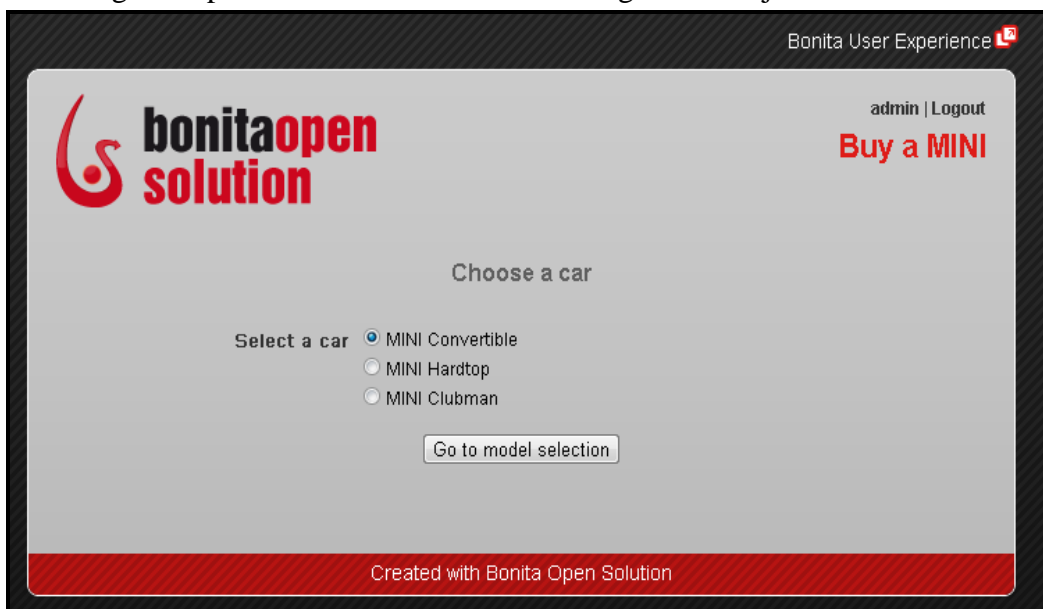 Bonita User Experience
bonitaopen
solution
admin | Logout
Buy a MINI
Choose a car
Select a car
MINI Convertible
MINI Hardtop
MINI Clubman
Go to model selection
Created with Bonita Open Solution